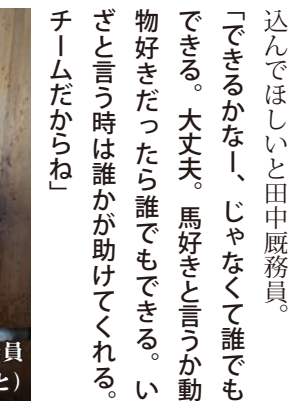 込んでほしいと田中厩務員。
「できるかなー、じゃなくて誰でも
できる。大丈夫。馬好きと言うか動
物好きだったら誰でもできる。い
ざと言う時は誰かが助けてくれる。
チームだからね」
員
と）